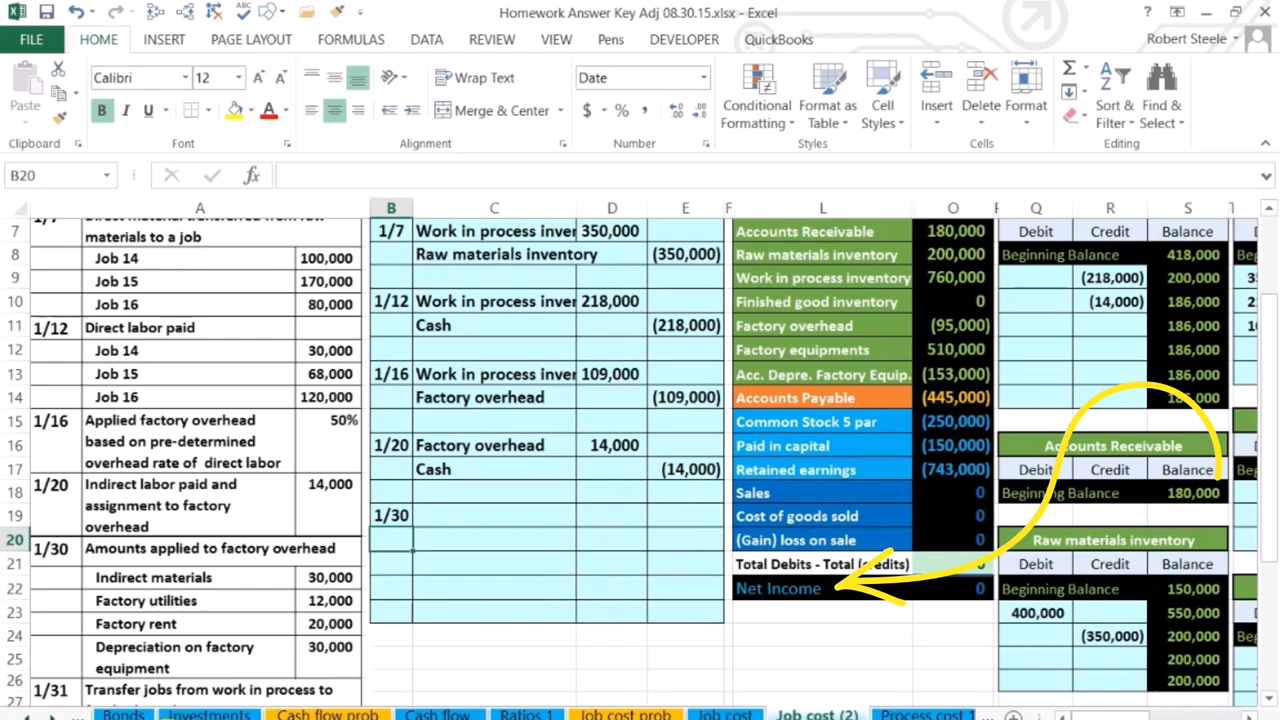 Homework Answer Key Adj 08.30.15.xlsx - Excel
FILE HOME INSERT PAGE LAYOUT FORMULAS DATA REVIEW VIEW Pens DEVELOPER QuickBooks Robert Steele
Calibri 12 Wrap Text Date
Paste B I U Merge & Center $ % , Conditional Formatting Format as Table Cell Styles Insert Delete Format Sort & Filter Find & Select
Clipboard Font Alignment Number Styles Cells Editing
B20 fx
A B C D E F L O P Q R S T
7 1/7 Work in process inver 350,000 Accounts Receivable 180,000 Debit Credit Balance
materials to a job
8 Job 14 100,000 Raw materials inventory (350,000) Raw materials inventory 200,000 Beginning Balance 418,000
9 Job 15 170,000 Work in process inventory 760,000 (218,000) 200,000
10 Job 16 80,000 1/12 Work in process inver 218,000 Finished good inventory 0 (14,000) 186,000
11 1/12 Direct labor paid Cash (218,000) Factory overhead (95,000) 186,000
12 Job 14 30,000 Factory equipments 510,000 186,000
13 Job 15 68,000 1/16 Work in process inver 109,000 Acc. Depre. Factory Equip. (153,000) 186,000
14 Job 16 120,000 Factory overhead (109,000) Accounts Payable (445,000) 186,000
15 1/16 Applied factory overhead 50% Common Stock 5 par (250,000)
16 based on pre-determined 1/20 Factory overhead 14,000 Paid in capital (150,000) Accounts Receivable
overhead rate of direct labor
17 Cash (14,000) Retained earnings (743,000) Debit Credit Balance
18 1/20 Indirect labor paid and 14,000 Sales 0 Beginning Balance 180,000
assignment to factory
19 overhead 1/30 Cost of goods sold 0
20 1/30 Amounts applied to factory overhead (Gain) loss on sale 0 Raw materials inventory
21 Total Debits - Total (credits) Debit Credit Balance
22 Indirect materials 30,000 Net Income 0 Beginning Balance 150,000
23 Factory utilities 12,000 400,000 550,000
24 Factory rent 20,000 (350,000) 200,000
25 Depreciation on factory 30,000 200,000
equipment
26 1/31 Transfer jobs from work in process to 200,000
27
Bonds Investments Cash flow prob Cash flow Ratios 1 Job cost prob Job cost Job cost (2) Process cost 1 ...